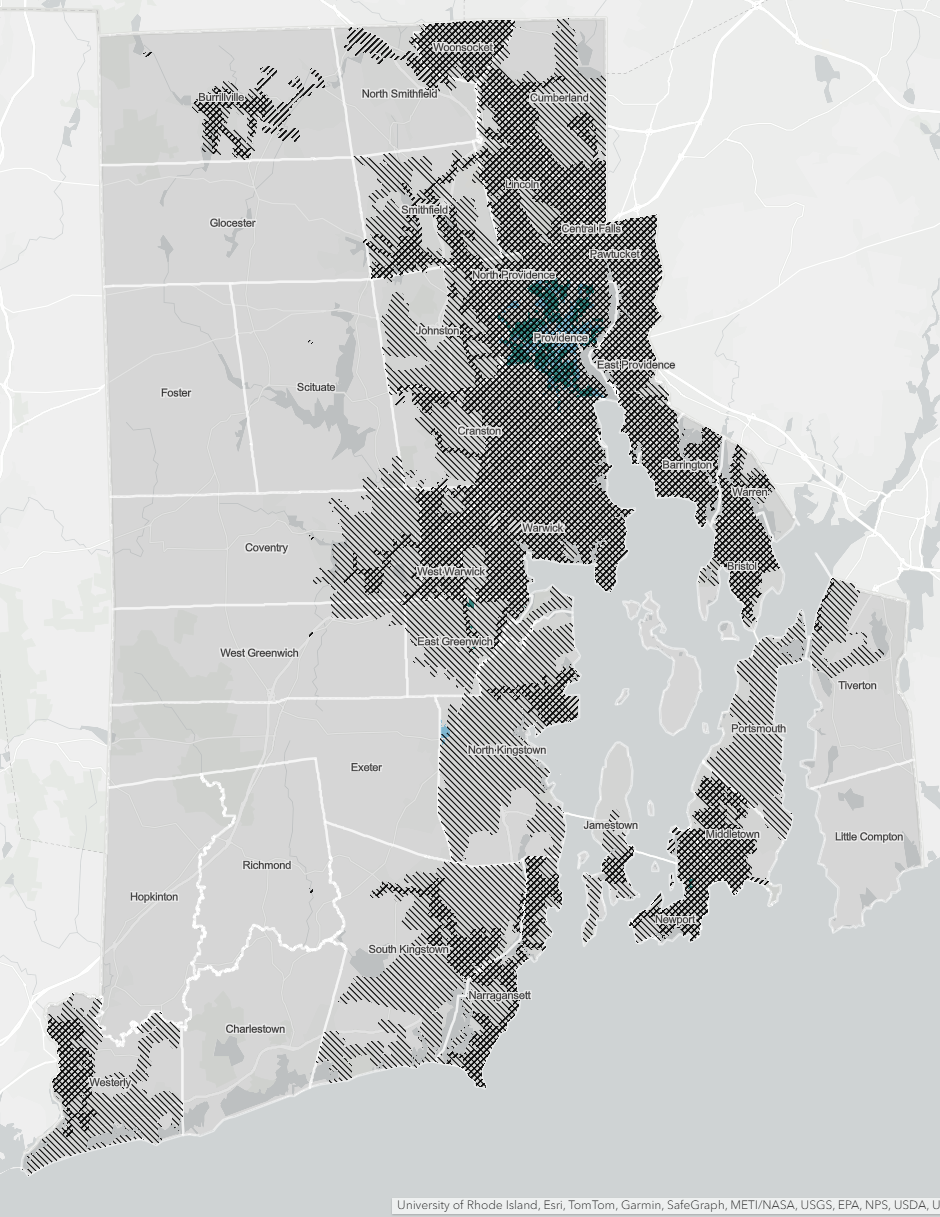 Woonsocket
North Smithfield
Burrillville
Cumberland
Lincoln
Smithfield
Glocester
Central Falls
Pawtucket
North Providence
Johnston
Providence
East Providence
Scituate
Foster
Cranston
Barrington
Warren
Warwick
Coventry
West Warwick
Bristol
East Greenwich
West Greenwich
Tiverton
Portsmouth
North Kingstown
Exeter
Jamestown
Middletown
Little Compton
Richmond
Hopkinton
Newport
South Kingstown
Narragansett
Charlestown
Westerly
University of Rhode Island, Esri, TomTom, Garmin, SafeGraph, METI/NASA, USGS, EPA, NPS, USDA, U